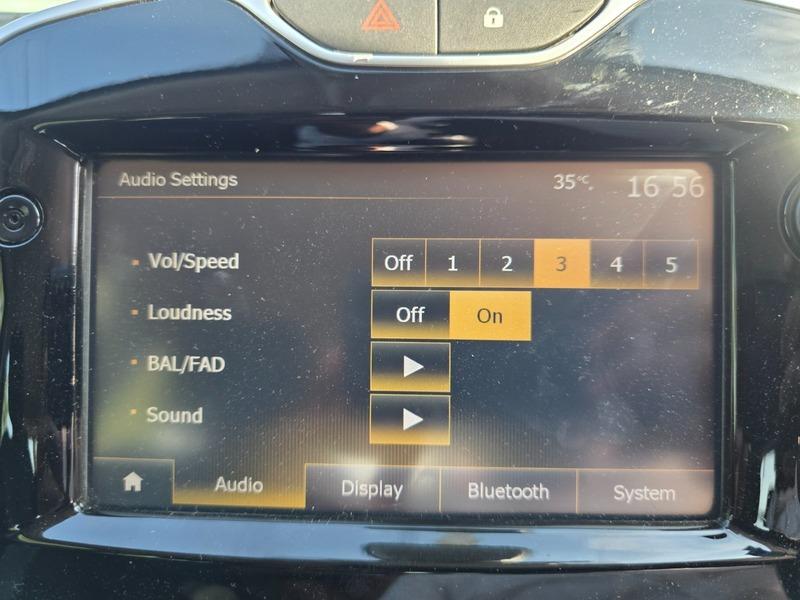 Audio Settings 35°C 16 56
Vol/Speed Off 1 2 3 4 5
Loudness Off On
BAL/FAD
Sound
Audio Display Bluetooth System